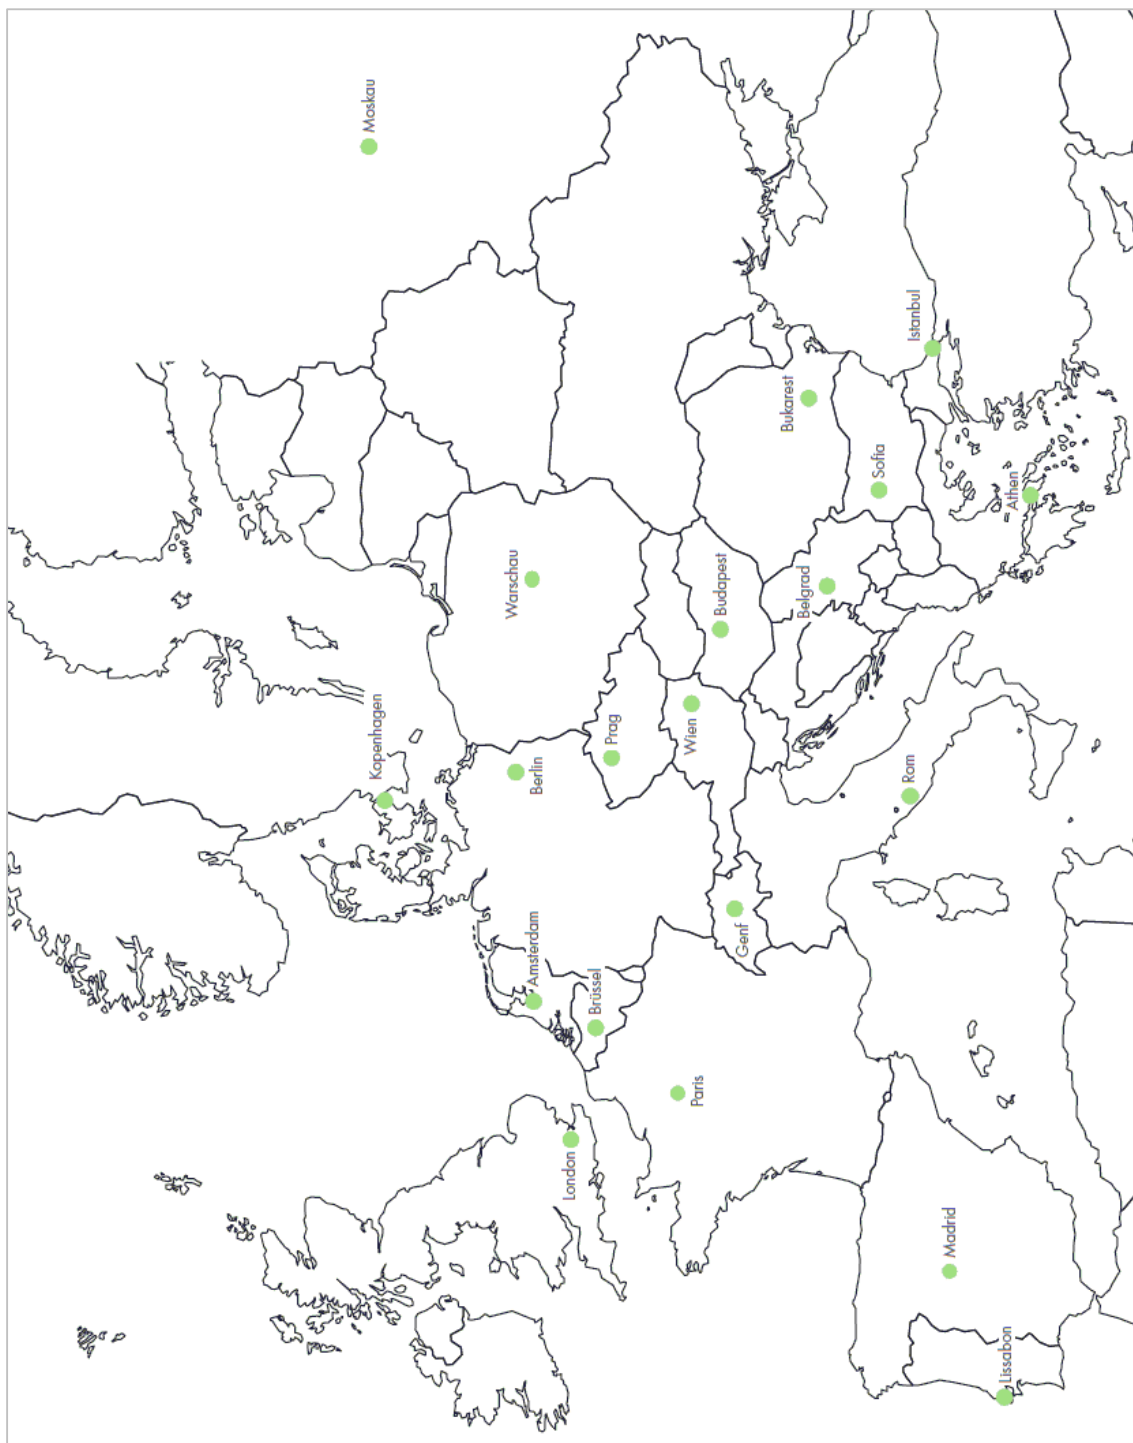 Moskau
Kopenhagen
Warschau
Berlin
Amsterdam
London
Brüssel
Prag
Paris
Wien
Budapest
Genf
Bukarest
Belgrad
Sofia
Istanbul
Rom
Madrid
Athen
Lissabon